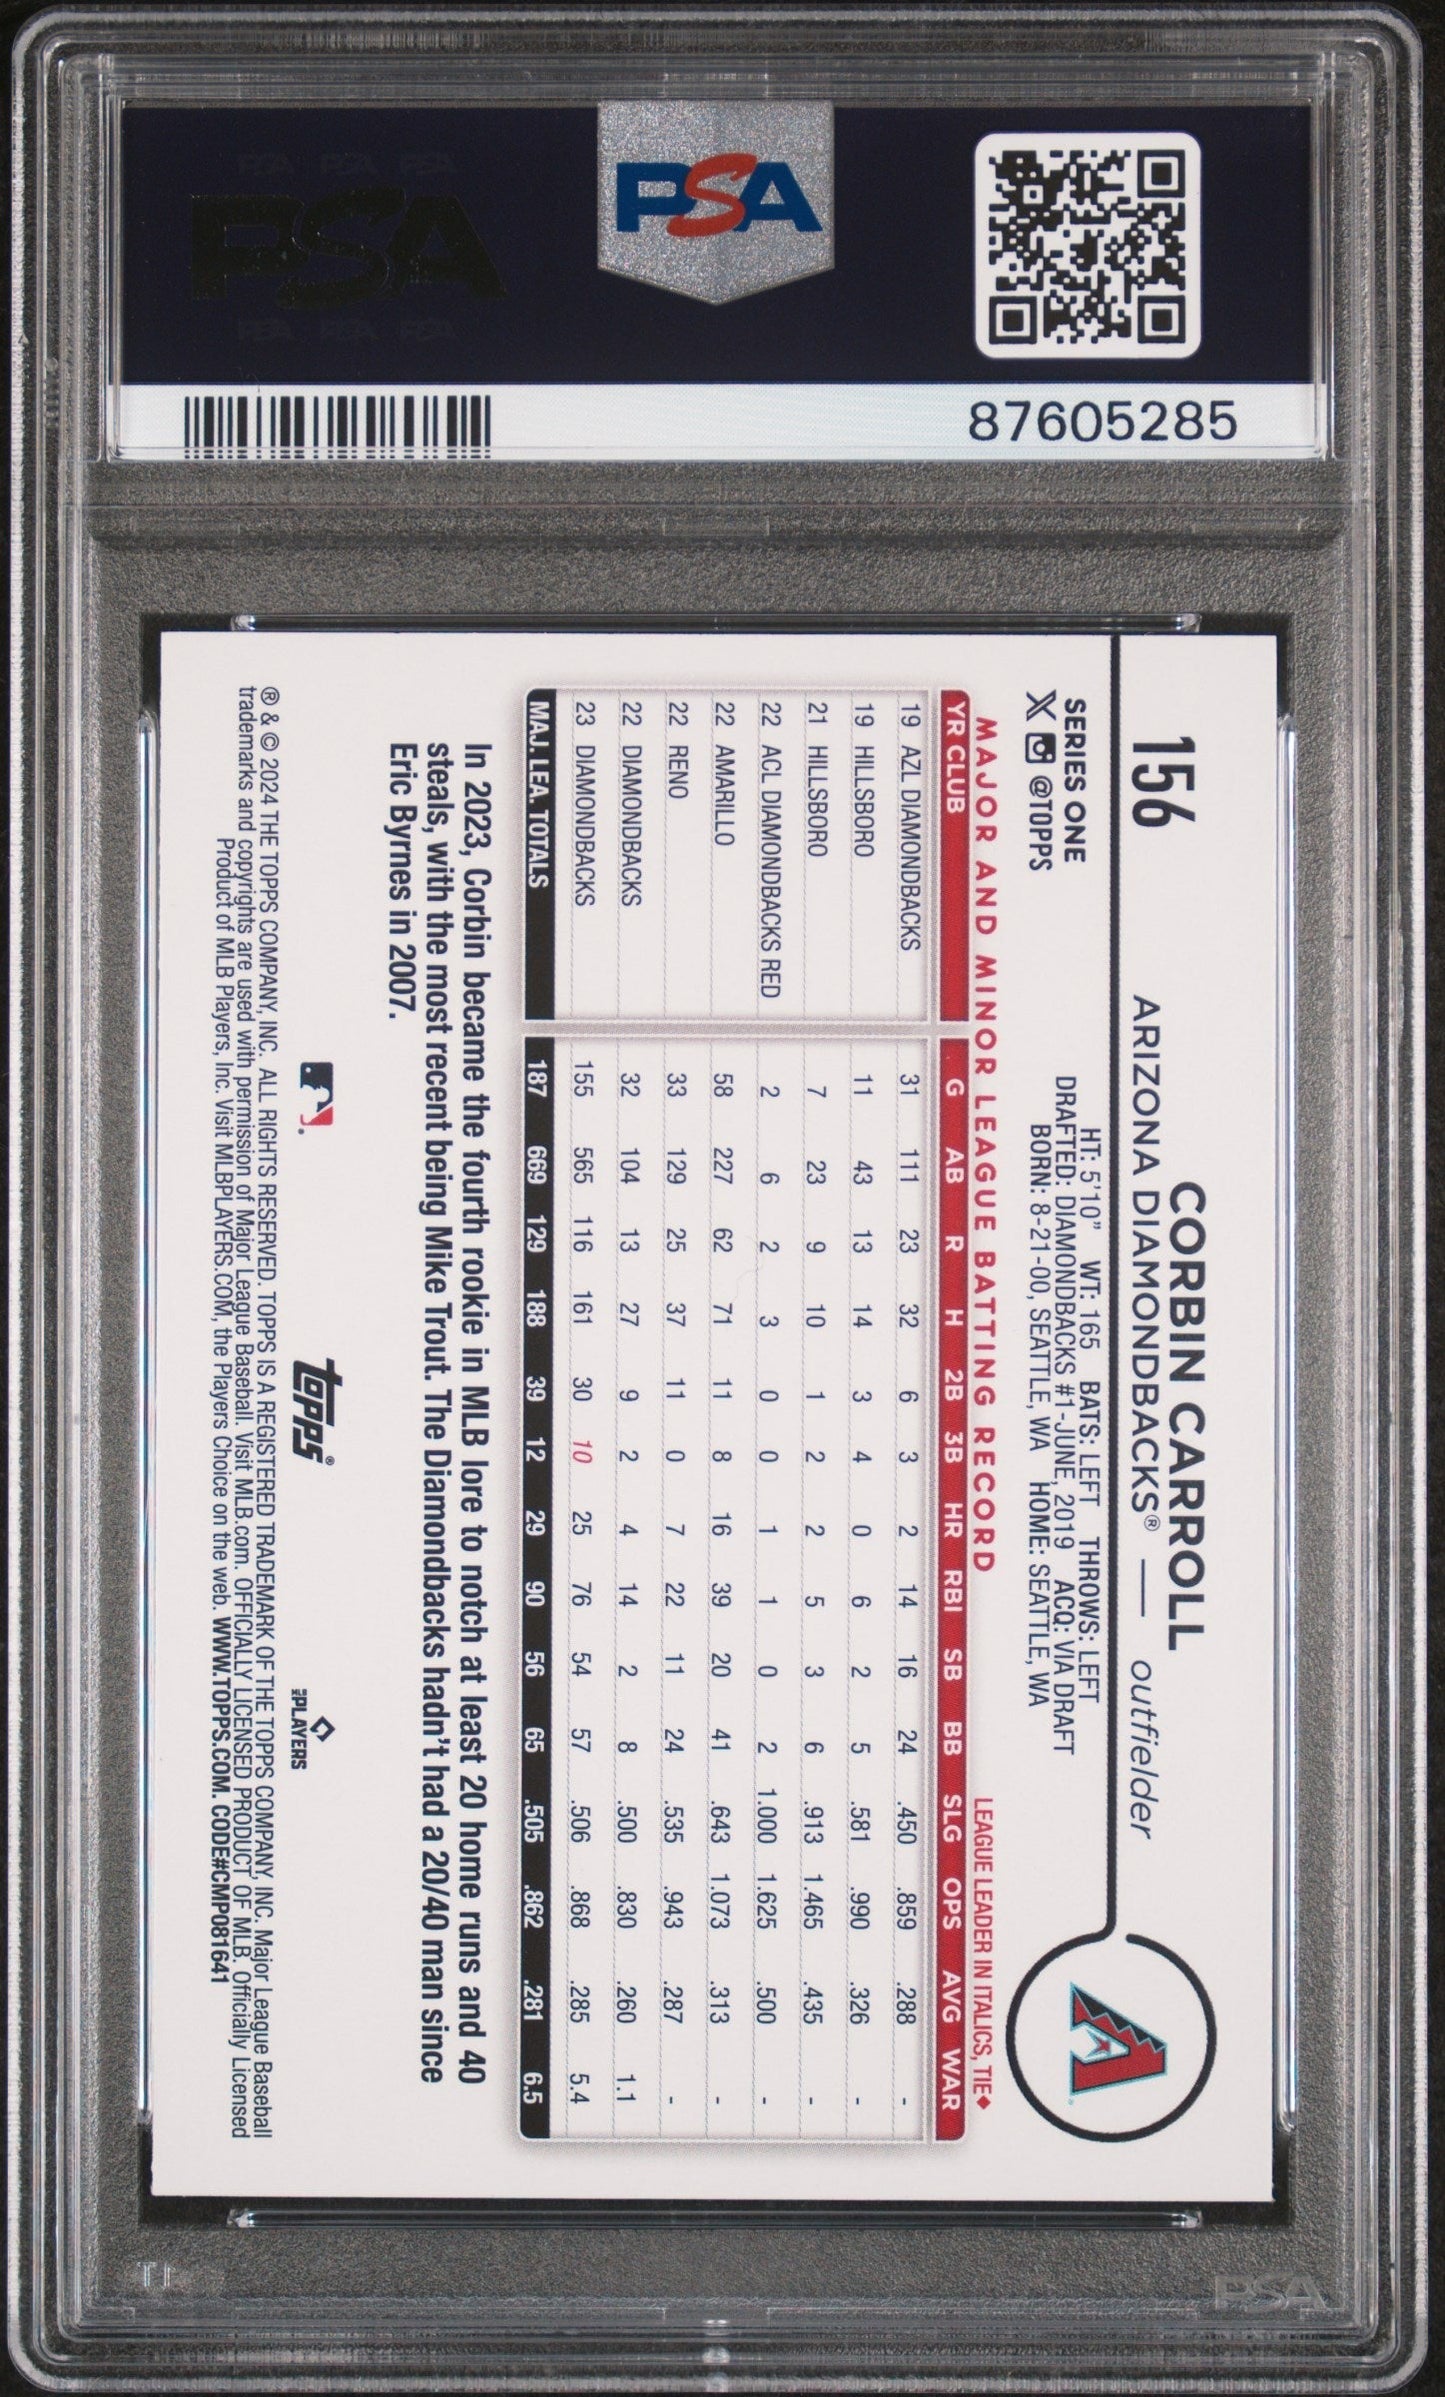 PSA PSA PSA
PSA
PSA PSA PSA
PSA
87605285
156
CORBIN CARROLL
ARIZONA DIAMONDBACKS® — outfielder
SERIES ONE
@TOPPS
HT: 5'10" WT: 165 BATS: LEFT THROWS: LEFT
DRAFTED: DIAMONDBACKS #1-JUNE, 2019 ACQ: VIA DRAFT
BORN: 8-21-00, SEATTLE, WA HOME: SEATTLE, WA
MAJOR AND MINOR LEAGUE BATTING RECORD
LEAGUE LEADER IN ITALICS, TIE♦
YR CLUB G AB R H 2B 3B HR RBI SB BB SLG OPS AVG WAR
19 AZL DIAMONDBACKS 31 111 23 32 6 3 2 14 16 24 .450 .859 .288 -
19 HILLSBORO 11 43 13 14 3 4 0 6 2 5 .581 .990 .326 -
21 HILLSBORO 7 23 9 10 1 2 2 5 3 6 .913 1.465 .435 -
22 ACL DIAMONDBACKS RED 2 6 2 3 0 0 1 1 0 2 1.000 1.625 .500 -
22 AMARILLO 58 227 62 71 11 8 16 39 20 41 .643 1.073 .313 -
22 RENO 33 129 25 37 11 0 7 22 11 24 .535 .943 .287 -
22 DIAMONDBACKS 32 104 13 27 9 2 4 14 2 8 .500 .830 .260 1.1
23 DIAMONDBACKS 155 565 116 161 30 10 25 76 54 57 .506 .868 .285 5.4
MAJ. LEA. TOTALS 187 669 129 188 39 12 29 90 56 65 .505 .862 .281 6.5
In 2023, Corbin became the fourth rookie in MLB lore to notch at least 20 home runs and 40
steals, with the most recent being Mike Trout. The Diamondbacks hadn't had a 20/40 man since
Eric Byrnes in 2007.
topps®
MLB PLAYERS
® & © 2024 THE TOPPS COMPANY, INC. ALL RIGHTS RESERVED. TOPPS IS A REGISTERED TRADEMARK OF THE TOPPS COMPANY, INC. Major League Baseball
trademarks and copyrights are used with permission of Major League Baseball. Visit MLB.com. OFFICIALLY LICENSED PRODUCT OF MLB. Officially Licensed
Product of MLB Players, Inc. Visit MLBPLAYERS.COM, the Players Choice on the web. WWW.TOPPS.COM. CODE#CMP081641
PSA